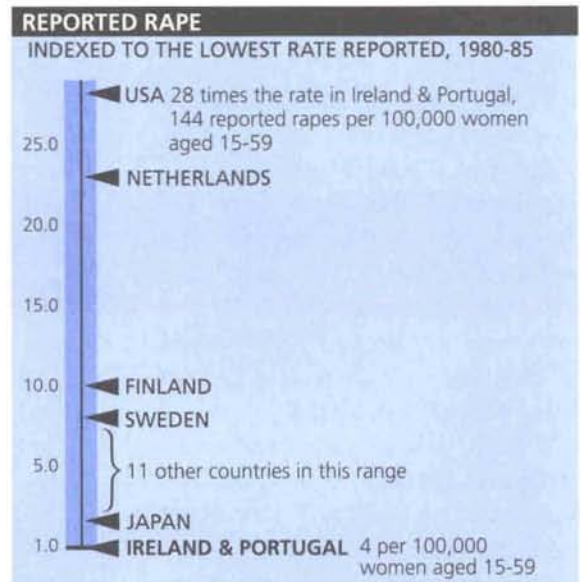 REPORTED RAPE
INDEXED TO THE LOWEST RATE REPORTED, 1980-85
USA 28 times the rate in Ireland & Portugal,
144 reported rapes per 100,000 women
aged 15-59
25.0
NETHERLANDS
20.0
15.0
10.0
FINLAND
SWEDEN
5.0
11 other countries in this range
JAPAN
1.0
IRELAND & PORTUGAL 4 per 100,000
women aged 15-59